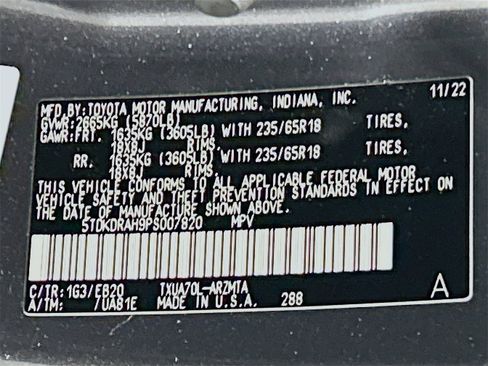 MFD BY: TOYOTA MOTOR MANUFACTURING, INDIANA, INC. 11/22
GVWR: 2665KG (5870LB)
GAWR: FRT. 1635KG (3605LB) WITH 235/65R18 TIRES,
18X8J RIMS,
RR. 1635KG (3605LB) WITH 235/65R18 TIRES,
18X8J RIMS.
THIS VEHICLE CONFORMS TO ALL APPLICABLE FEDERAL MOTOR
VEHICLE SAFETY AND THEFT PREVENTION STANDARDS IN EFFECT ON
THE DATE OF MANUFACTURE SHOWN ABOVE.
5TDKDRAH9PS007820 MPV
C/TR: 1G3/EB20 TXUA70L-ARZMTA
A/TM: /UA81E MADE IN U.S.A. 288 A